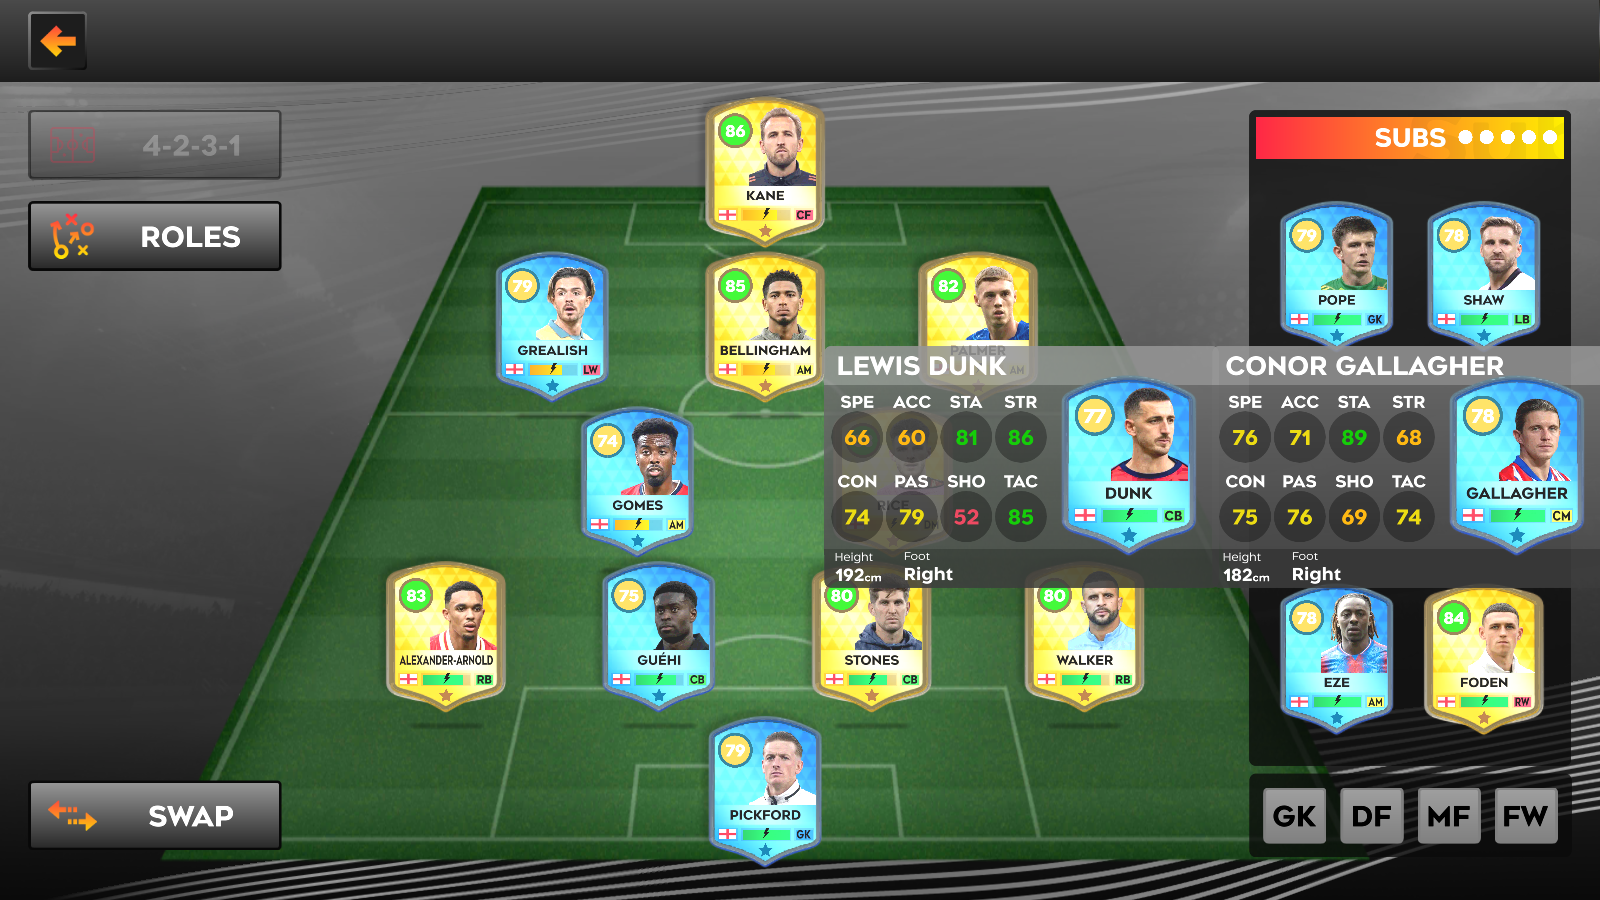 4-2-3-1
ROLES
SWAP
SUBS
86
KANE
CF
79
GREALISH
LW
85
BELLINGHAM
AM
82
PALMER
AM
74
GOMES
AM
RICE
DM
83
ALEXANDER-ARNOLD
RB
75
GUÉHI
CB
80
STONES
CB
80
WALKER
RB
79
PICKFORD
GK
79
POPE
GK
78
SHAW
LB
LEWIS DUNK
SPE ACC STA STR
66 60 81 86
CON PAS SHO TAC
74 79 52 85
Height Foot
192cm Right
77
DUNK
CB
CONOR GALLAGHER
SPE ACC STA STR
76 71 89 68
CON PAS SHO TAC
75 76 69 74
Height Foot
182cm Right
78
GALLAGHER
CM
78
EZE
AM
84
FODEN
RW
GK DF MF FW